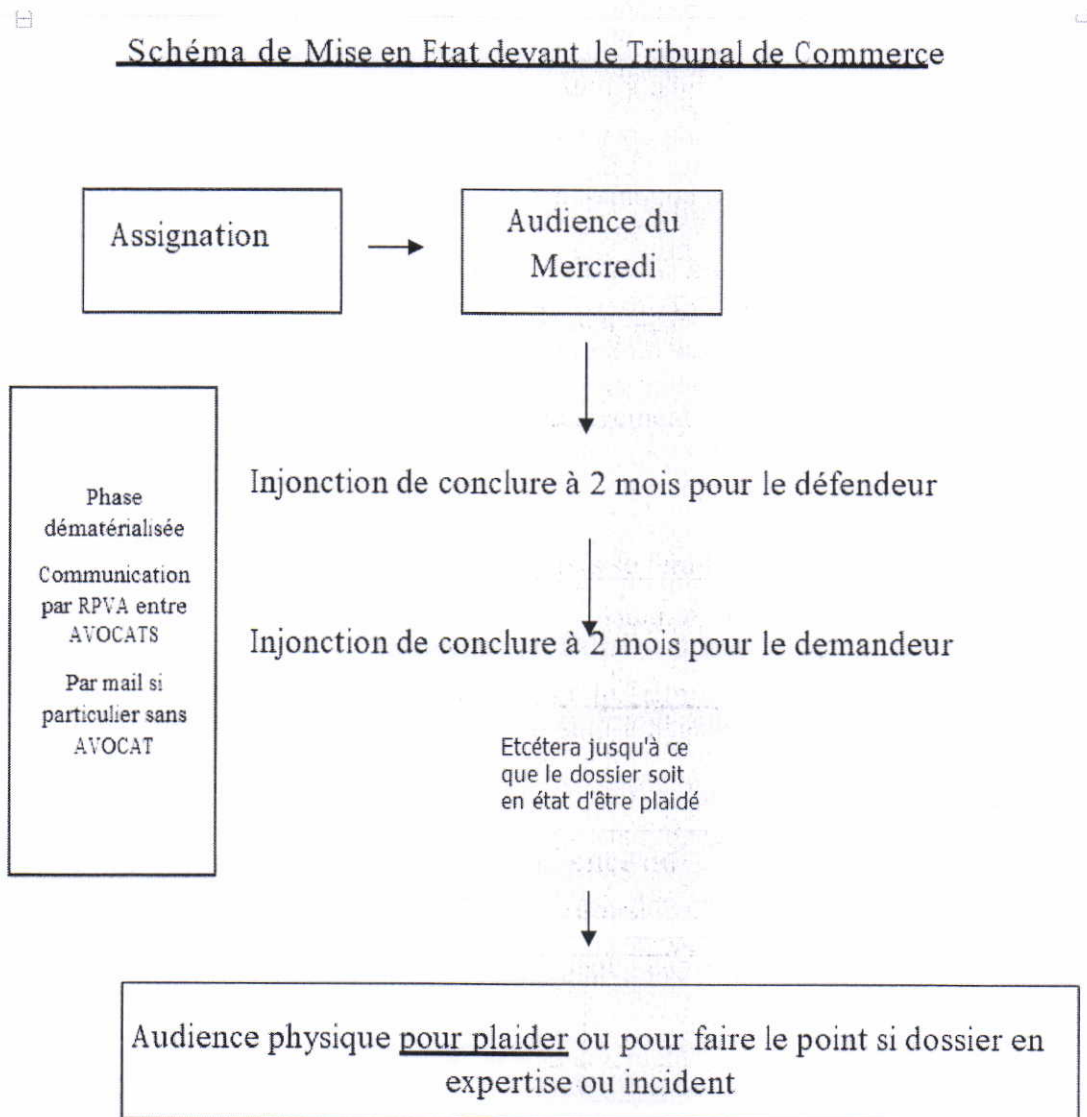 Schéma de Mise en Etat devant le Tribunal de Commerce
Assignation
Audience du
Mercredi
Phase
dématérialisée
Communication
par RPVA entre
AVOCATS
Par mail si
particulier sans
AVOCAT
Injonction de conclure à 2 mois pour le défendeur
Injonction de conclure à 2 mois pour le demandeur
Etcétera jusqu'à ce
que le dossier soit
en état d'être plaidé
Audience physique pour plaider ou pour faire le point si dossier en
expertise ou incident